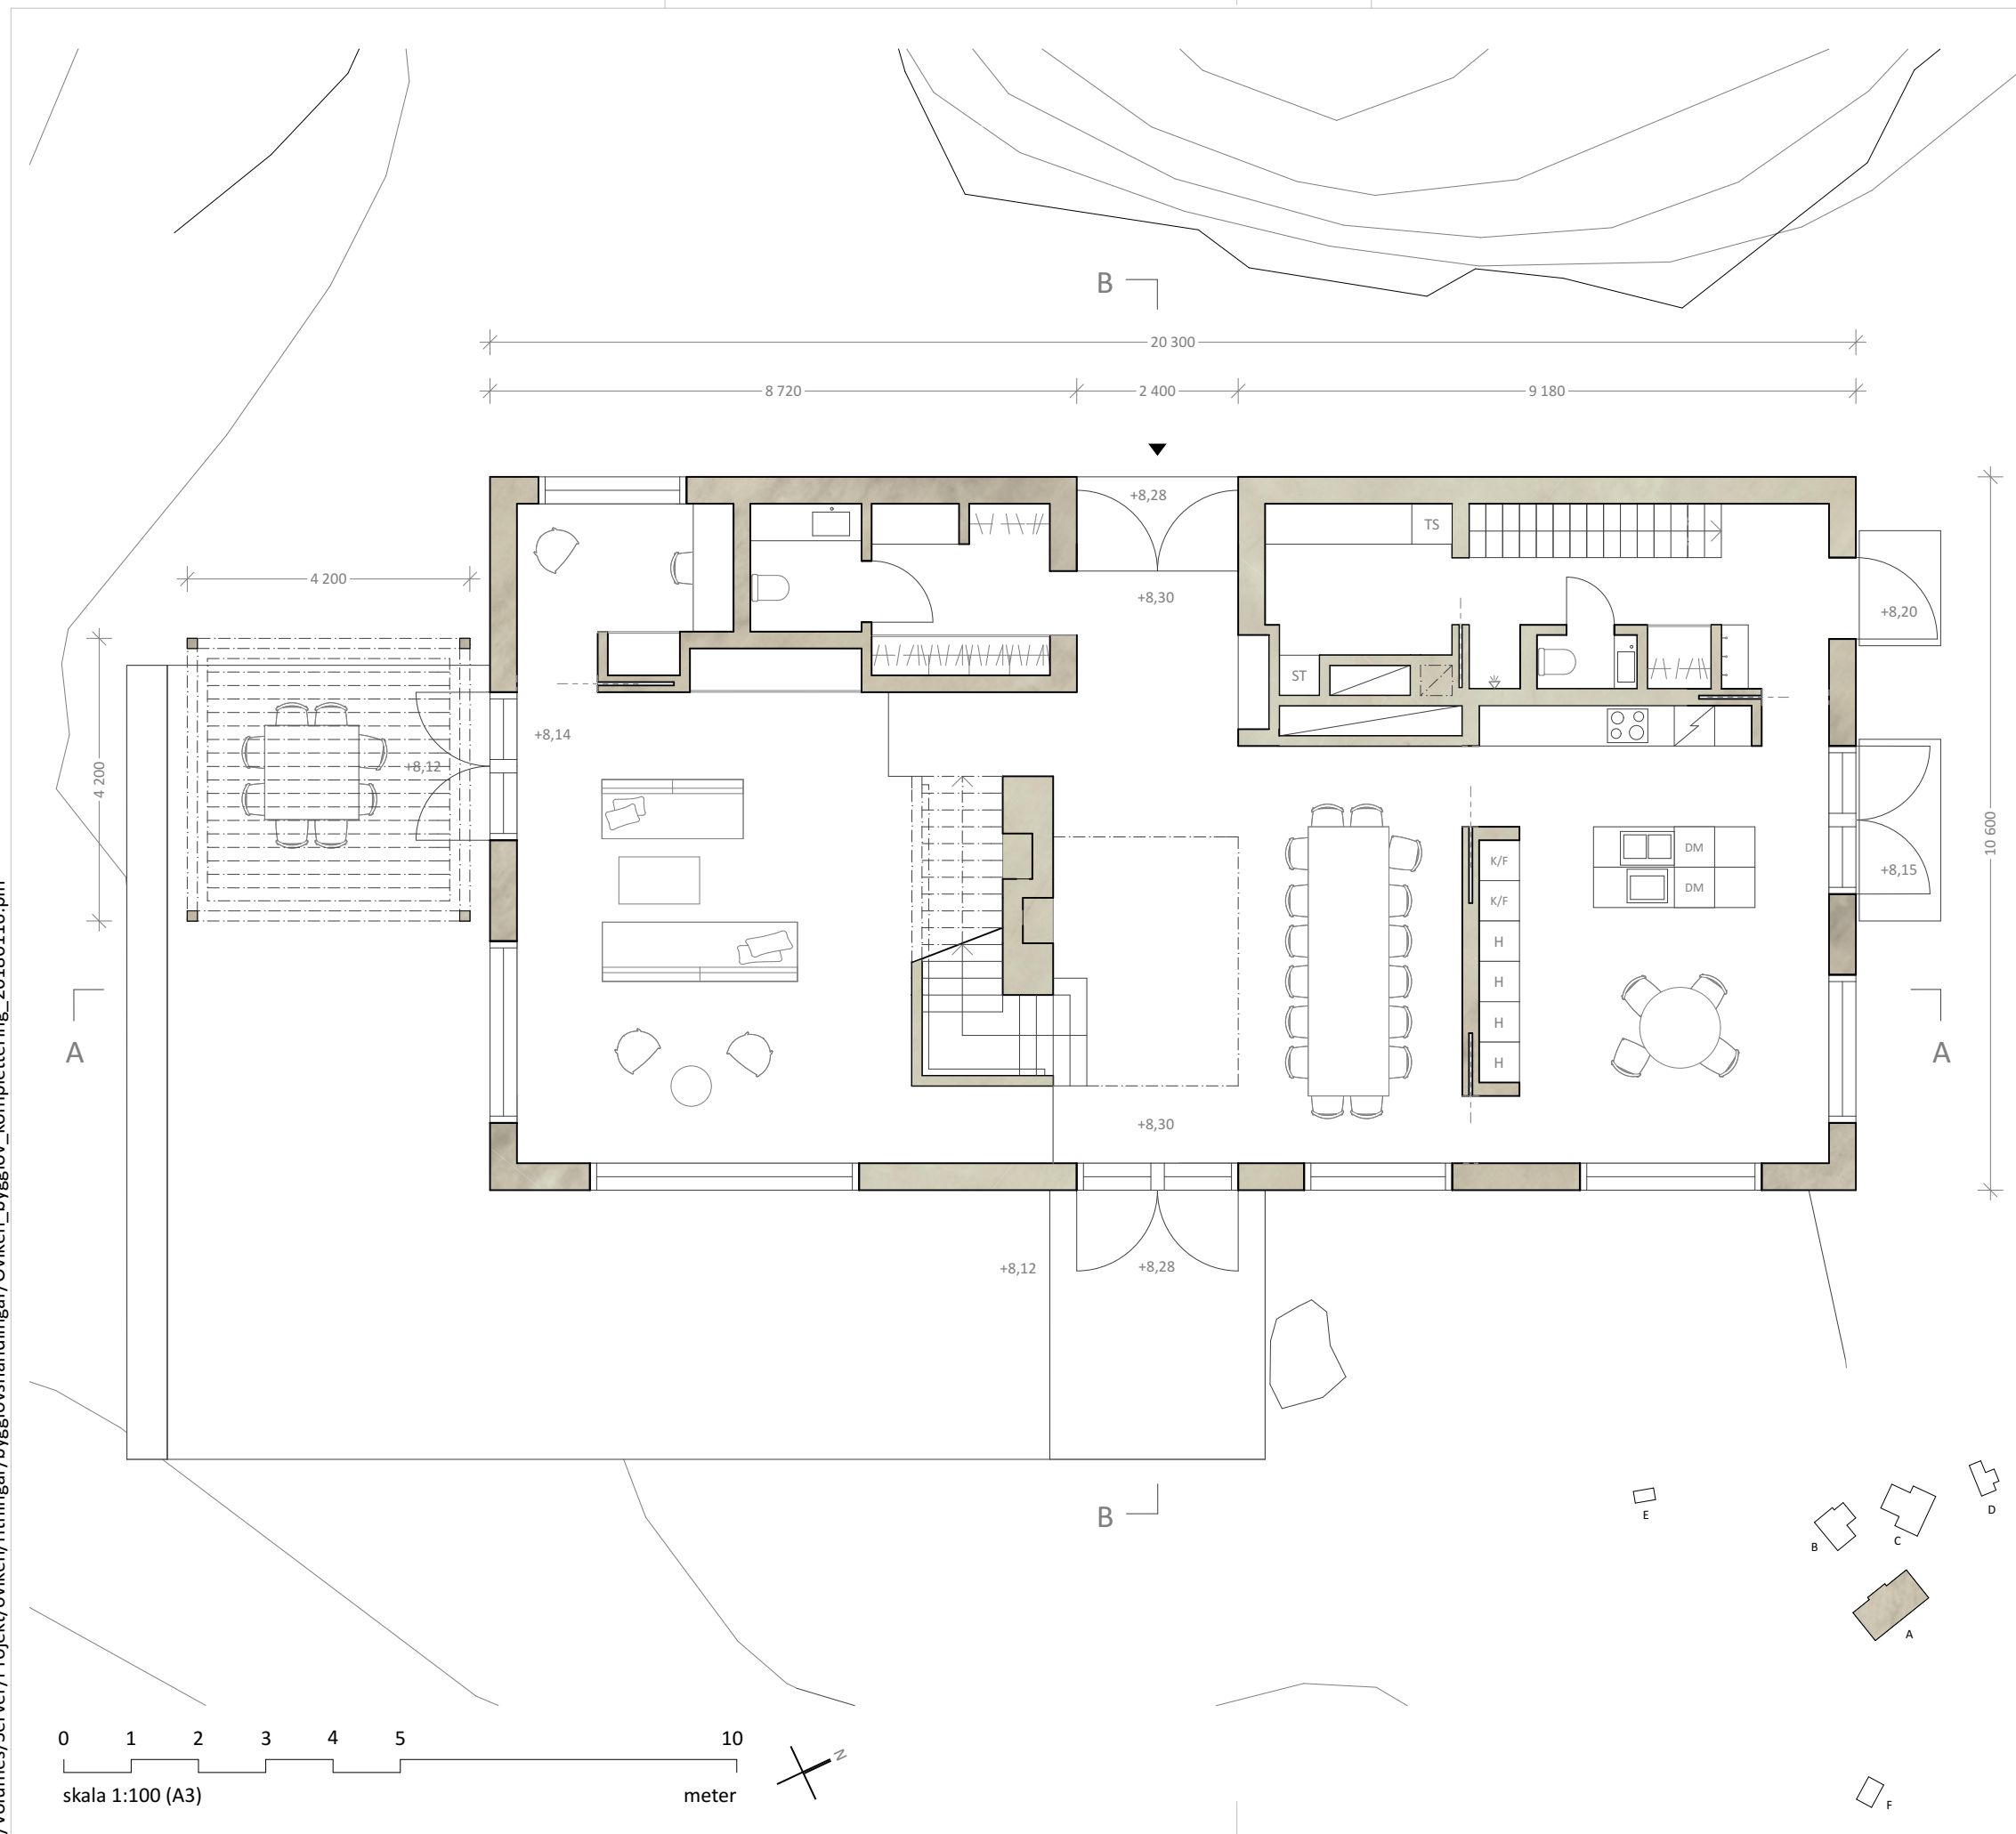 B
20 300
8 720
2 400
9 180
+8,28
TS
4 200
+8,30
+8,20
ST
+8,14
+8,12
4 200
10 600
K/F
DM
K/F
DM
+8,15
H
H
H
H
A
A
+8,30
+8,12
+8,28
B
E
B
C
D
A
0 1 2 3 4 5 10
skala 1:100 (A3) meter
N
F